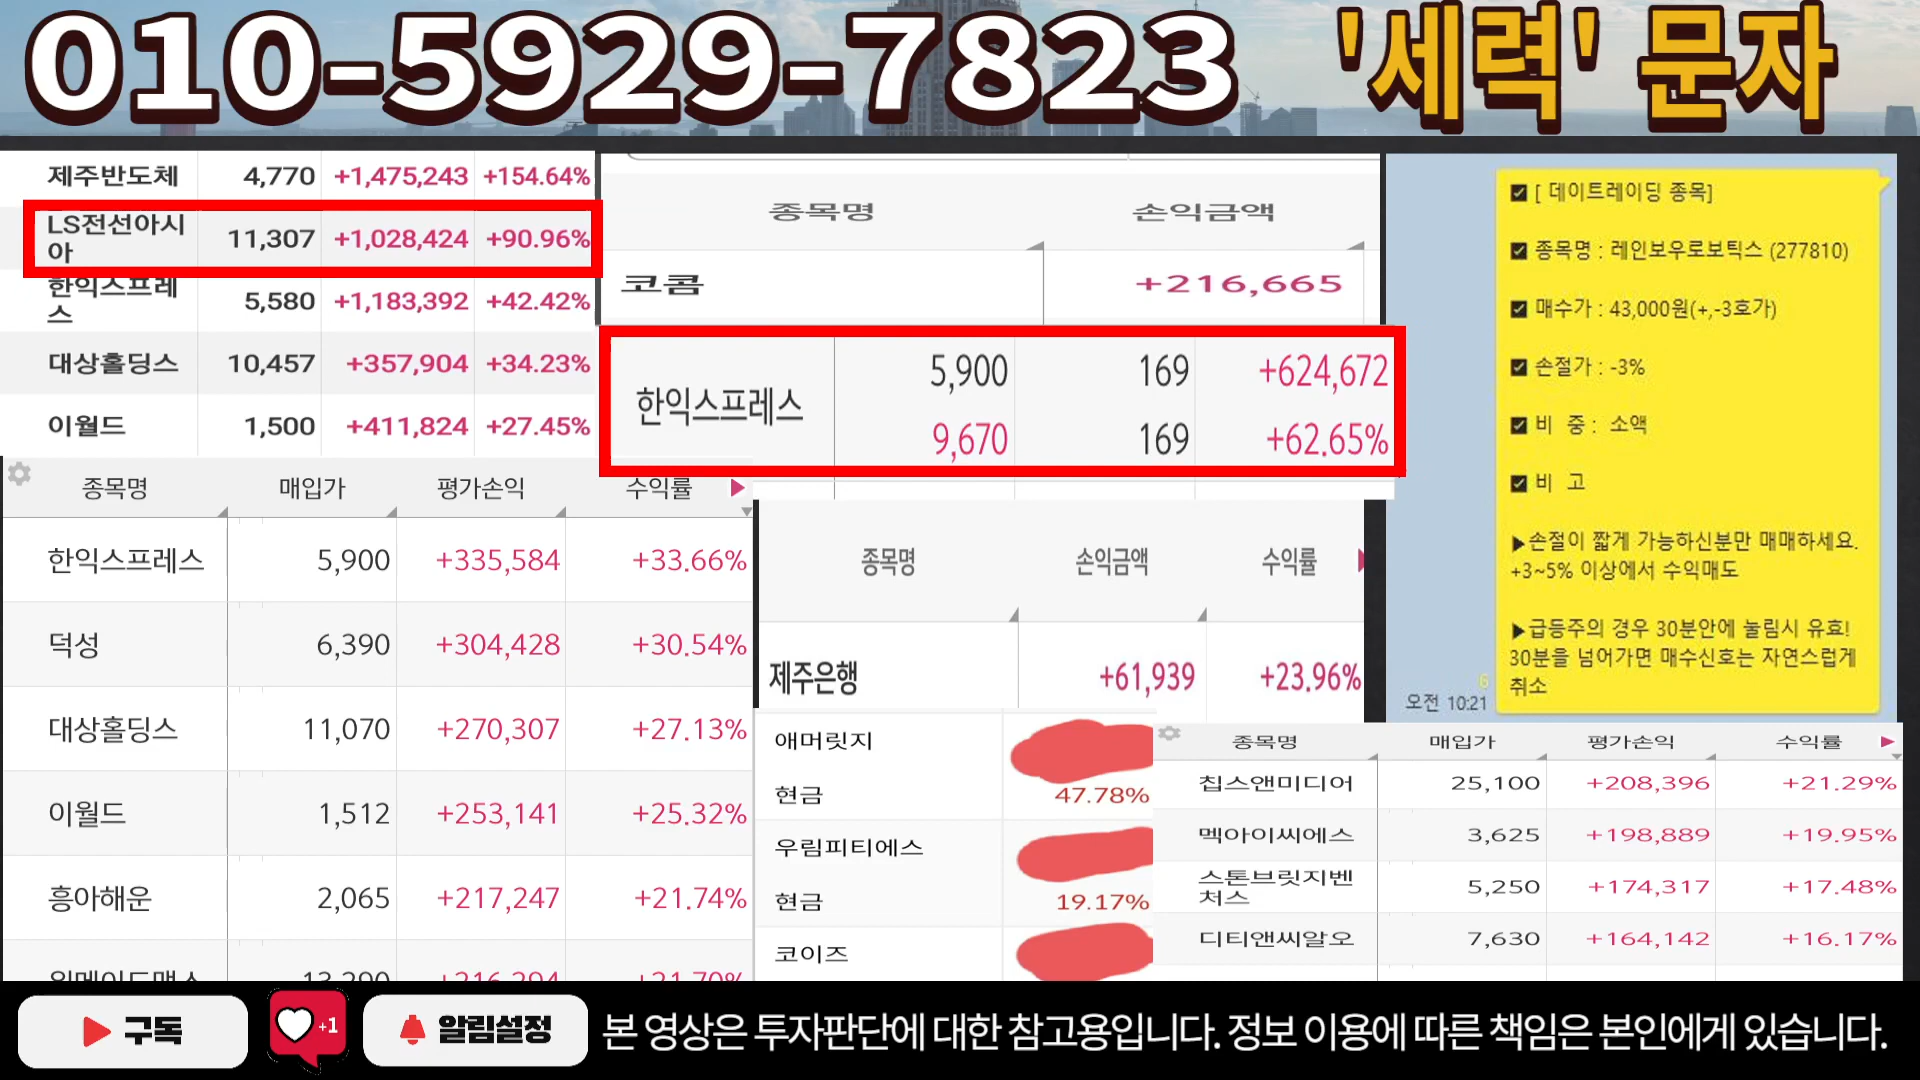 010-5929-7823 '세력' 문자
제주반도체 4,770 +1,475,243 +154.64%
LS전선아시아 11,307 +1,028,424 +90.96%
한익스프레스 5,580 +1,183,392 +42.42%
대상홀딩스 10,457 +357,904 +34.23%
이월드 1,500 +411,824 +27.45%
종목명 손익금액
코콤 +216,665
한익스프레스 5,900 169 +624,672
9,670 169 +62.65%
[ 데이트레이딩 종목]
종목명 : 레인보우로보틱스 (277810)
매수가 : 43,000원(+,-3호가)
손절가 : -3%
비 중 : 소액
비 고
▶손절이 짧게 가능하신분만 매매하세요.
+3~5% 이상에서 수익매도
▶급등주의 경우 30분안에 눌림시 유효!
30분을 넘어가면 매수신호는 자연스럽게
취소
6
오전 10:21
종목명 매입가 평가손익 수익률
한익스프레스 5,900 +335,584 +33.66%
덕성 6,390 +304,428 +30.54%
대상홀딩스 11,070 +270,307 +27.13%
이월드 1,512 +253,141 +25.32%
흥아해운 2,065 +217,247 +21.74%
종목명 손익금액 수익률
제주은행 +61,939 +23.96%
애머릿지
현금 47.78%
우림피티에스
현금 19.17%
코이즈
종목명 매입가 평가손익 수익률
칩스앤미디어 25,100 +208,396 +21.29%
멕아이씨에스 3,625 +198,889 +19.95%
스톤브릿지벤처스 5,250 +174,317 +17.48%
디티앤씨알오 7,630 +164,142 +16.17%
구독 +1 알림설정 본 영상은 투자판단에 대한 참고용입니다. 정보 이용에 따른 책임은 본인에게 있습니다.